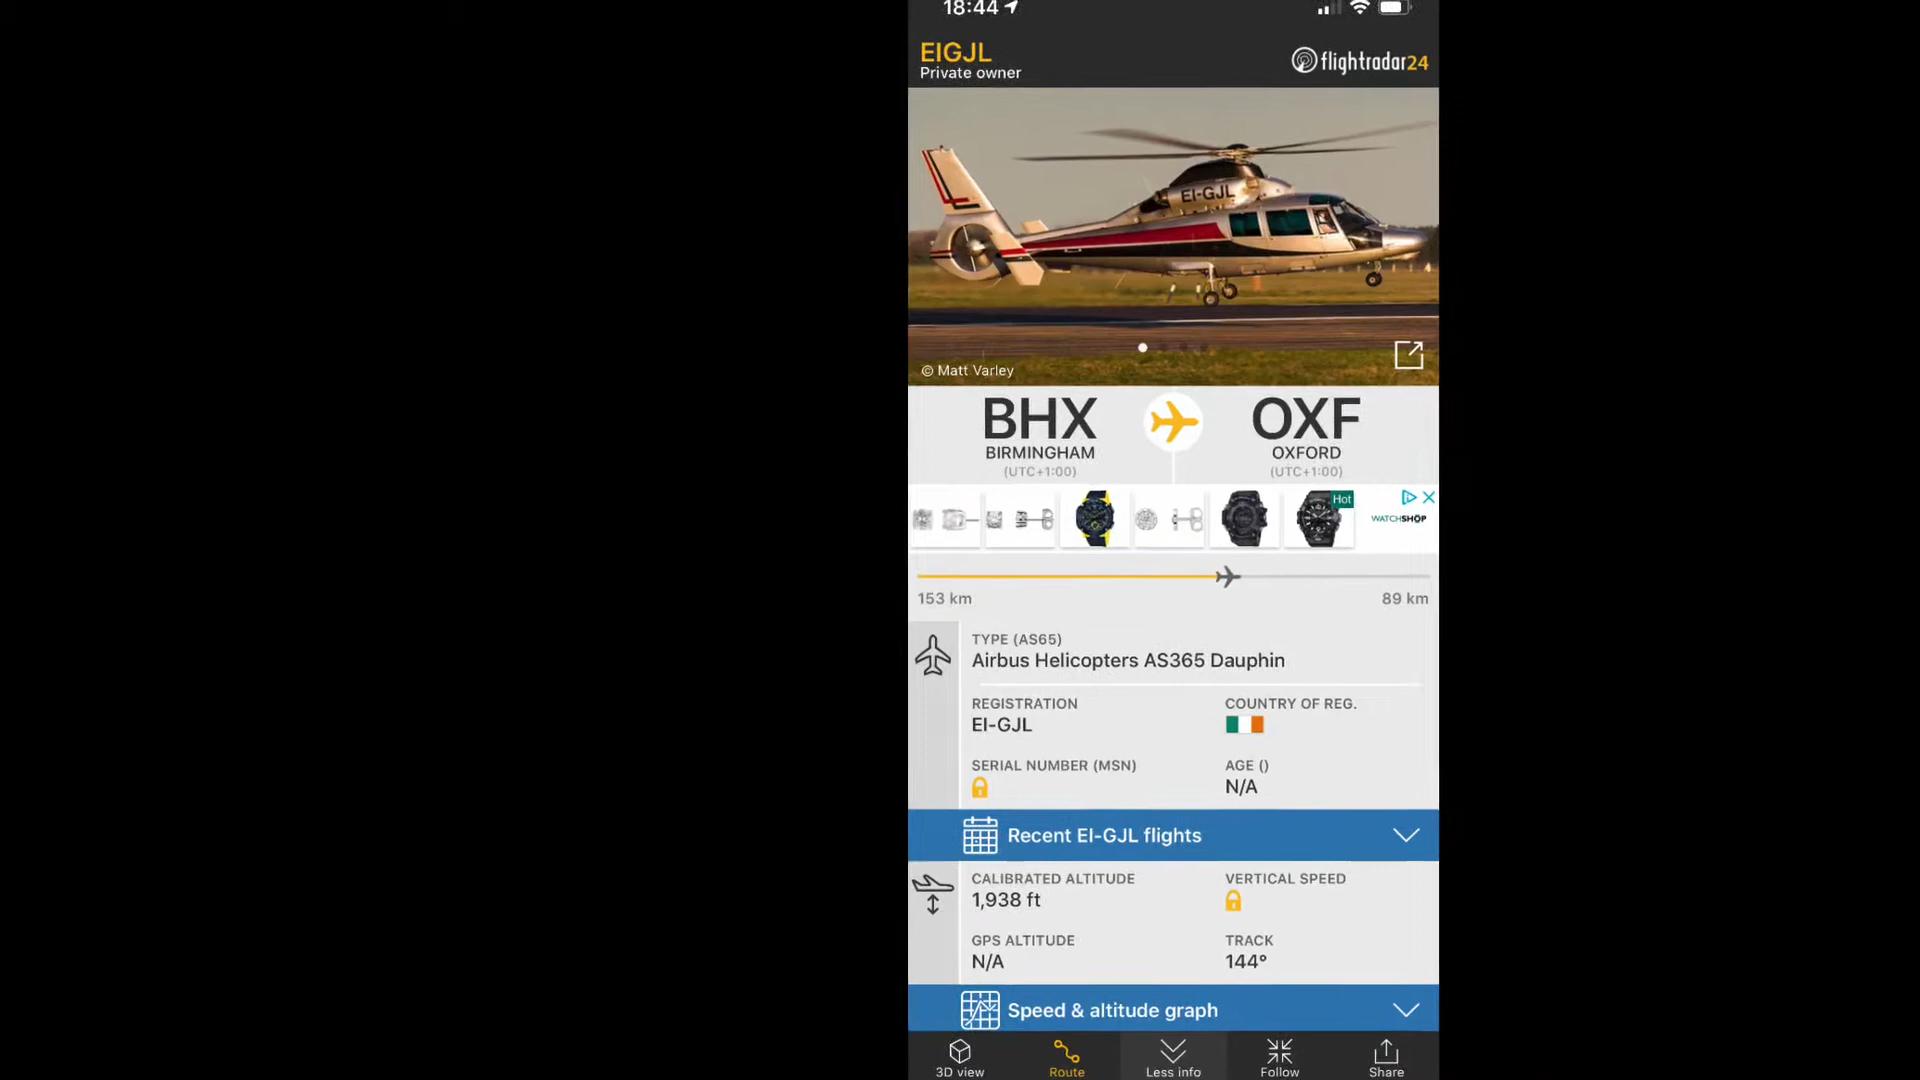 18:44
EIGJL
Private owner
flightradar24
EI-GJL
© Matt Varley
BHX
BIRMINGHAM
(UTC+1:00)
OXF
OXFORD
(UTC+1:00)
Hot
WATCHSHOP
153 km
89 km
TYPE (AS65)
Airbus Helicopters AS365 Dauphin
REGISTRATION
EI-GJL
COUNTRY OF REG.
SERIAL NUMBER (MSN)
AGE ()
N/A
Recent EI-GJL flights
CALIBRATED ALTITUDE
1,938 ft
VERTICAL SPEED
GPS ALTITUDE
N/A
TRACK
144°
Speed & altitude graph
3D view
Route
Less info
Follow
Share